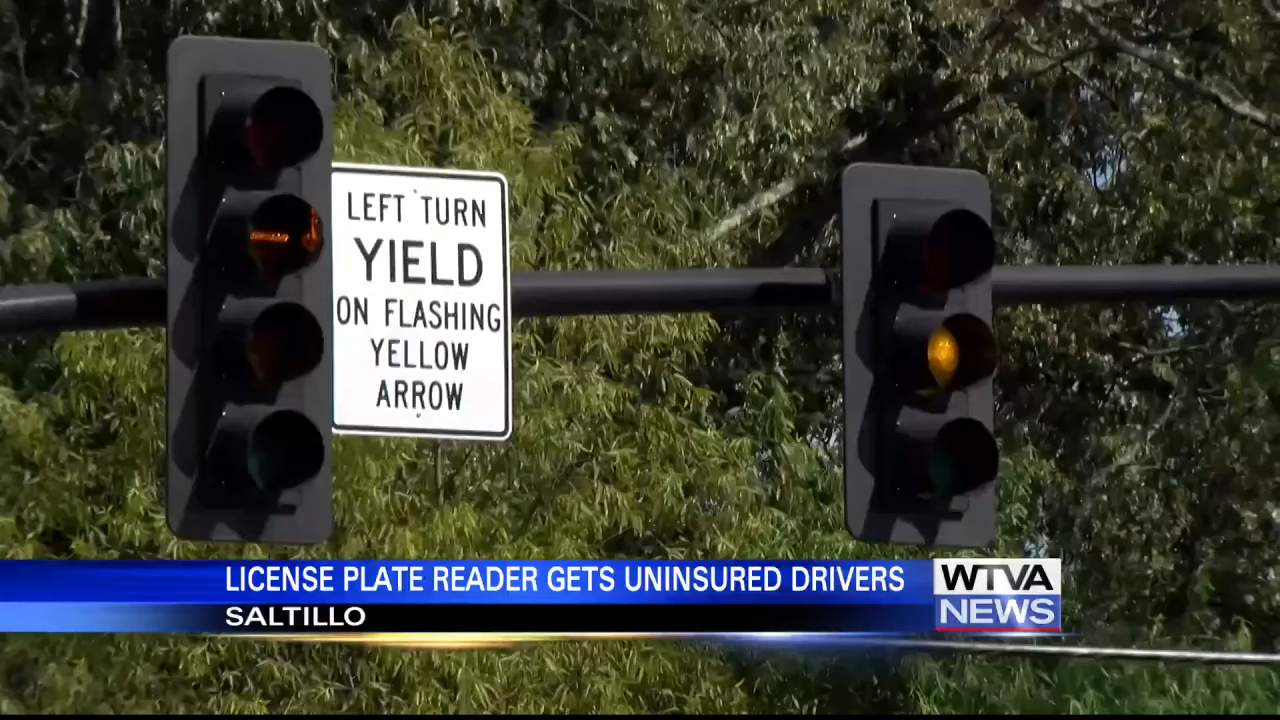 LEFT TURN
YIELD
ON FLASHING
YELLOW
ARROW
LICENSE PLATE READER GETS UNINSURED DRIVERS
SALTILLO
WTVA
NEWS